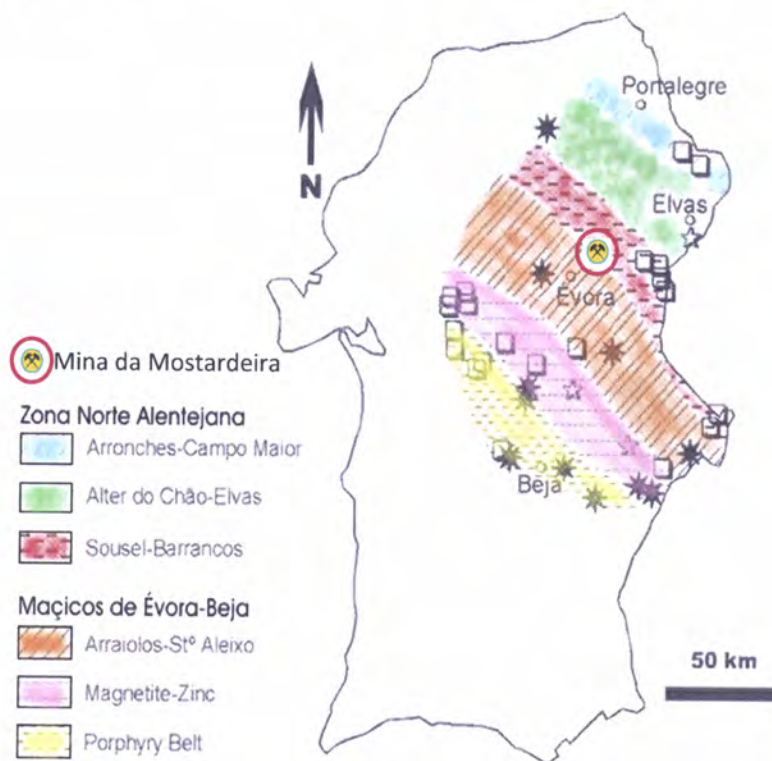 Portalegre
N
Elvas
Évora
Mina da Mostardeira
Zona Norte Alentejana
Arronches-Campo Maior
Alter do Chão-Elvas
Beja
Sousel-Barrancos
Maçicos de Évora-Beja
Arraiolos-Stº Aleixo
50 km
Magnetite-Zinc
Porphyry Belt